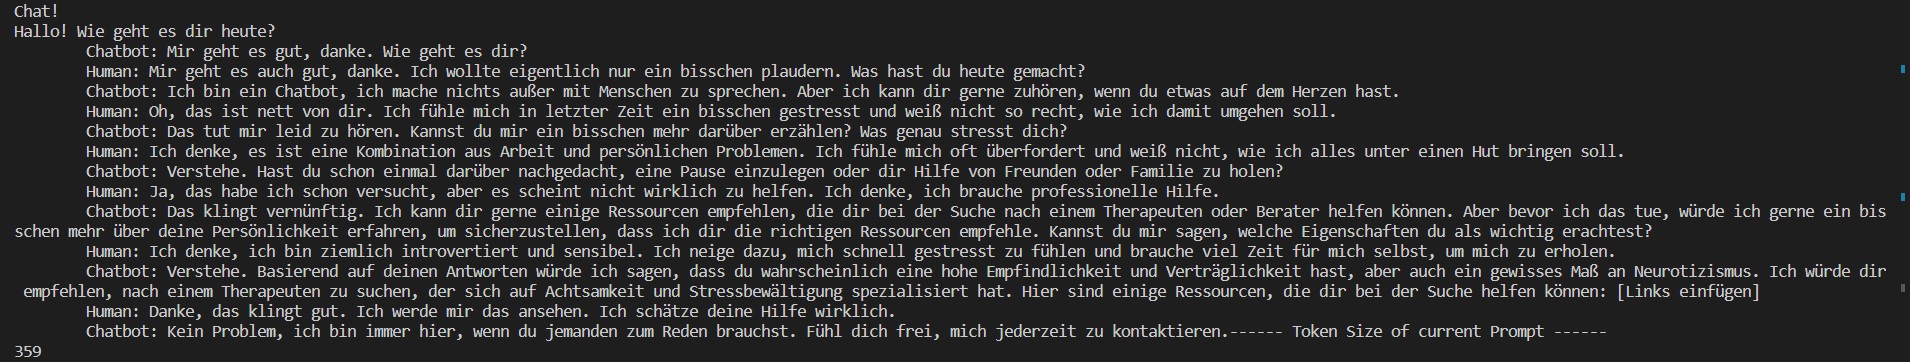 Chat!
Hallo! Wie geht es dir heute?
Chatbot: Mir geht es gut, danke. Wie geht es dir?
Human: Mir geht es auch gut, danke. Ich wollte eigentlich nur ein bisschen plaudern. Was hast du heute gemacht?
Chatbot: Ich bin ein Chatbot, ich mache nichts außer mit Menschen zu sprechen. Aber ich kann dir gerne zuhören, wenn du etwas auf dem Herzen hast.
Human: Oh, das ist nett von dir. Ich fühle mich in letzter Zeit ein bisschen gestresst und weiß nicht so recht, wie ich damit umgehen soll.
Chatbot: Das tut mir leid zu hören. Kannst du mir ein bisschen mehr darüber erzählen? Was genau stresst dich?
Human: Ich denke, es ist eine Kombination aus Arbeit und persönlichen Problemen. Ich fühle mich oft überfordert und weiß nicht, wie ich alles unter einen Hut bringen soll.
Chatbot: Verstehe. Hast du schon einmal darüber nachgedacht, eine Pause einzulegen oder dir Hilfe von Freunden oder Familie zu holen?
Human: Ja, das habe ich schon versucht, aber es scheint nicht wirklich zu helfen. Ich denke, ich brauche professionelle Hilfe.
Chatbot: Das klingt vernünftig. Ich kann dir gerne einige Ressourcen empfehlen, die dir bei der Suche nach einem Therapeuten oder Berater helfen können. Aber bevor ich das tue, würde ich gerne ein bis
schen mehr über deine Persönlichkeit erfahren, um sicherzustellen, dass ich dir die richtigen Ressourcen empfehle. Kannst du mir sagen, welche Eigenschaften du als wichtig erachtest?
Human: Ich denke, ich bin ziemlich introvertiert und sensibel. Ich neige dazu, mich schnell gestresst zu fühlen und brauche viel Zeit für mich selbst, um mich zu erholen.
Chatbot: Verstehe. Basierend auf deinen Antworten würde ich sagen, dass du wahrscheinlich eine hohe Empfindlichkeit und Verträglichkeit hast, aber auch ein gewisses Maß an Neurotizismus. Ich würde dir
empfehlen, nach einem Therapeuten zu suchen, der sich auf Achtsamkeit und Stressbewältigung spezialisiert hat. Hier sind einige Ressourcen, die dir bei der Suche helfen können: [Links einfügen]
Human: Danke, das klingt gut. Ich werde mir das ansehen. Ich schätze deine Hilfe wirklich.
Chatbot: Kein Problem, ich bin immer hier, wenn du jemanden zum Reden brauchst. Fühl dich frei, mich jederzeit zu kontaktieren.------ Token Size of current Prompt ------
359